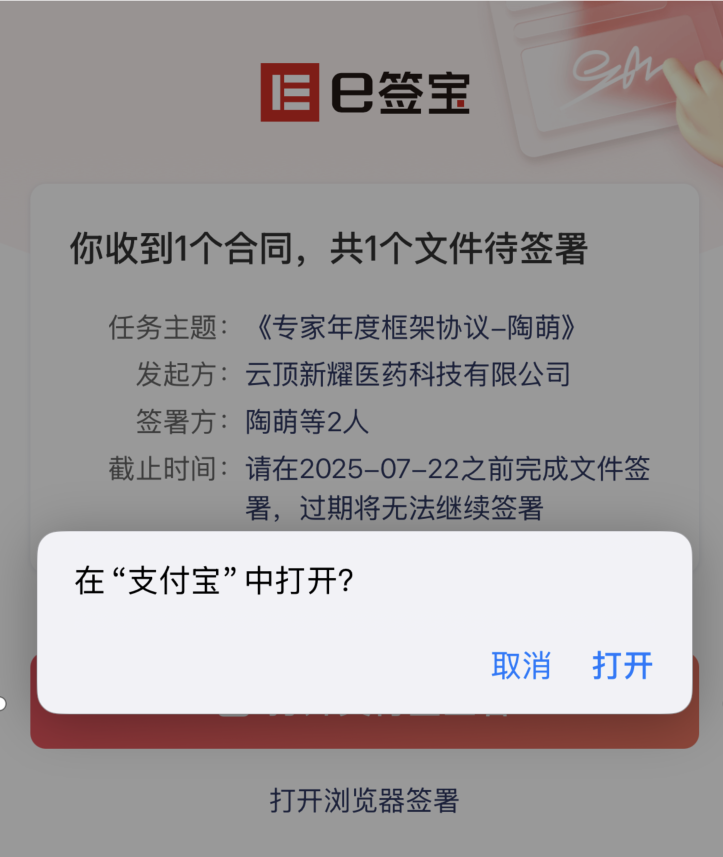 e签宝
你收到1个合同，共1个文件待签署
任务主题：《专家年度框架协议-陶萌》
发起方：云顶新耀医药科技有限公司
签署方：陶萌等2人
截止时间：请在2025-07-22之前完成文件签
署，过期将无法继续签署
在“支付宝”中打开?
取消 打开
打开浏览器签署